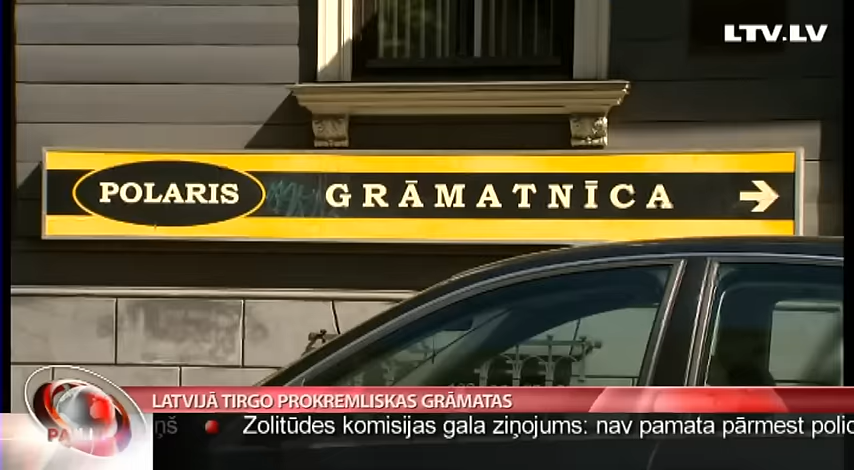 LTV.LV
POLARIS GRĀMATNĪCA
LATVIJĀ TIRGO PROKREMLISKAS GRĀMATAS
Zolitūdes komisijas gala ziņojums: nav pamata pārmest polic